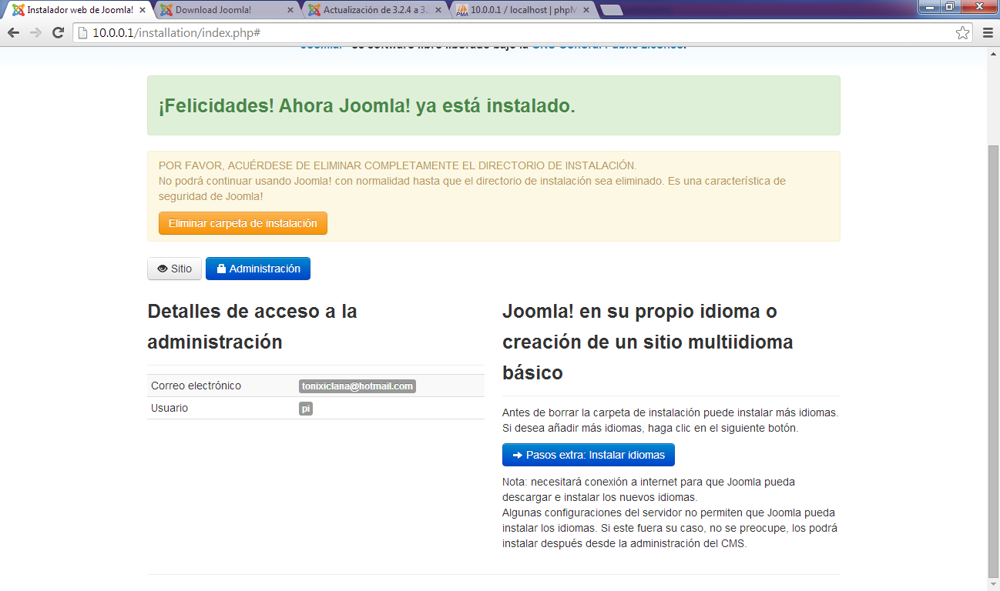 Instalador web de Joomla!
Download Joomla!
Actualización de 3.2.4 a 3.
10.0.0.1 / localhost | phpM
10.0.0.1/installation/index.php#
Joomla! es software libre liberado bajo la GNU General Public License.
¡Felicidades! Ahora Joomla! ya está instalado.
POR FAVOR, ACUÉRDESE DE ELIMINAR COMPLETAMENTE EL DIRECTORIO DE INSTALACIÓN.
No podrá continuar usando Joomla! con normalidad hasta que el directorio de instalación sea eliminado. Es una característica de
seguridad de Joomla!
Eliminar carpeta de instalación
Sitio
Administración
Detalles de acceso a la
administración
Correo electrónico tonixiclana@hotmail.com
Usuario pi
Joomla! en su propio idioma o
creación de un sitio multiidioma
básico
Antes de borrar la carpeta de instalación puede instalar más idiomas.
Si desea añadir más idiomas, haga clic en el siguiente botón.
Pasos extra: Instalar idiomas
Nota: necesitará conexión a internet para que Joomla pueda
descargar e instalar los nuevos idiomas.
Algunas configuraciones del servidor no permiten que Joomla pueda
instalar los idiomas. Si este fuera su caso, no se preocupe, los podrá
instalar después desde la administración del CMS.